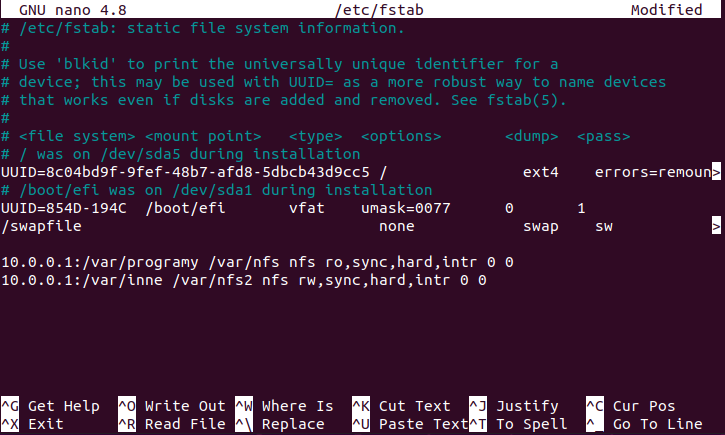 GNU nano 4.8 /etc/fstab Modified
# /etc/fstab: static file system information.
#
# Use 'blkid' to print the universally unique identifier for a
# device; this may be used with UUID= as a more robust way to name devices
# that works even if disks are added and removed. See fstab(5).
#
# <file system> <mount point>   <type>  <options>       <dump>  <pass>
# / was on /dev/sda5 during installation
UUID=8c04bd9f-9fef-48b7-afd8-5dbcb43d9cc5 /               ext4    errors=remoun>
# /boot/efi was on /dev/sda1 during installation
UUID=854D-194C  /boot/efi       vfat    umask=0077      0       1
/swapfile                                 none            swap    sw           >
10.0.0.1:/var/programy /var/nfs nfs ro,sync,hard,intr 0 0
10.0.0.1:/var/inne /var/nfs2 nfs rw,sync,hard,intr 0 0
^G Get Help  ^O Write Out ^W Where Is  ^K Cut Text  ^J Justify   ^C Cur Pos
^X Exit      ^R Read File ^\ Replace   ^U Paste Text^T To Spell  ^_ Go To Line